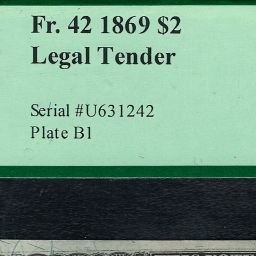 Fr. 42 1869 $2
Legal Tender
Serial #U631242
Plate B1